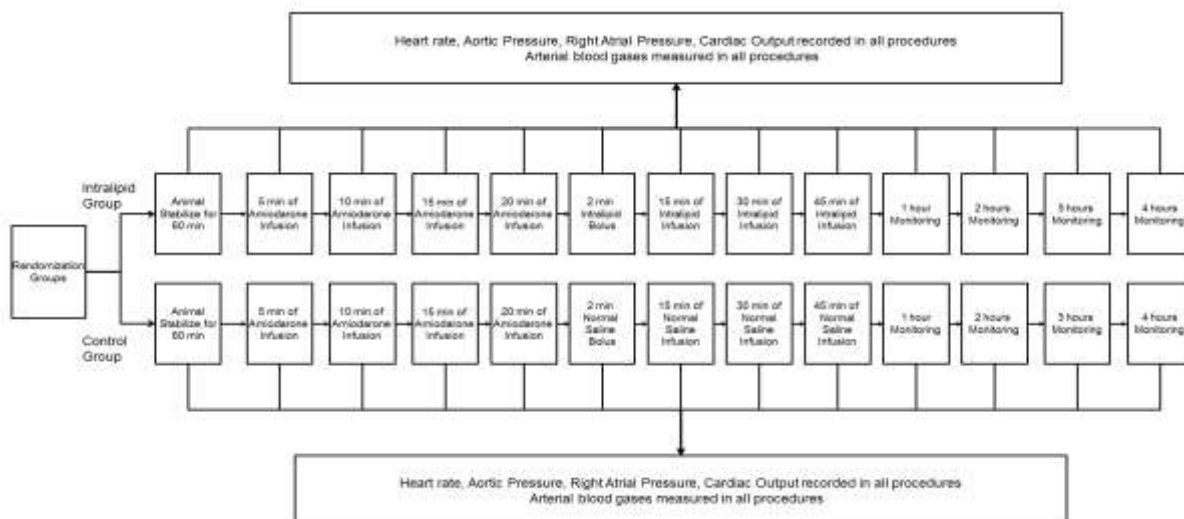 Heart rate, Aortic Pressure, Right Atrial Pressure, Cardiac Output recorded in all procedures
Arterial blood gases measured in all procedures
Intralipid
Group
Animal
Stabilize for
60 min
5 min of
Amiodarone
Infusion
10 min of
Amiodarone
Infusion
15 min of
Amiodarone
Infusion
20 min of
Amiodarone
Infusion
2 min
Intralipid
Bolus
15 min of
Intralipid
Infusion
30 min of
Intralipid
Infusion
45 min of
Intralipid
Infusion
1 hour
Monitoring
2 hours
Monitoring
3 hours
Monitoring
4 hours
Monitoring
Randomization
Groups
Control
Group
Animal
Stabilize for
60 min
5 min of
Amiodarone
Infusion
10 min of
Amiodarone
Infusion
15 min of
Amiodarone
Infusion
20 min of
Amiodarone
Infusion
2 min
Normal
Saline
Bolus
15 min of
Normal
Saline
Infusion
30 min of
Normal
Saline
Infusion
45 min of
Normal
Saline
Infusion
1 hour
Monitoring
2 hours
Monitoring
3 hours
Monitoring
4 hours
Monitoring
Heart rate, Aortic Pressure, Right Atrial Pressure, Cardiac Output recorded in all procedures
Arterial blood gases measured in all procedures